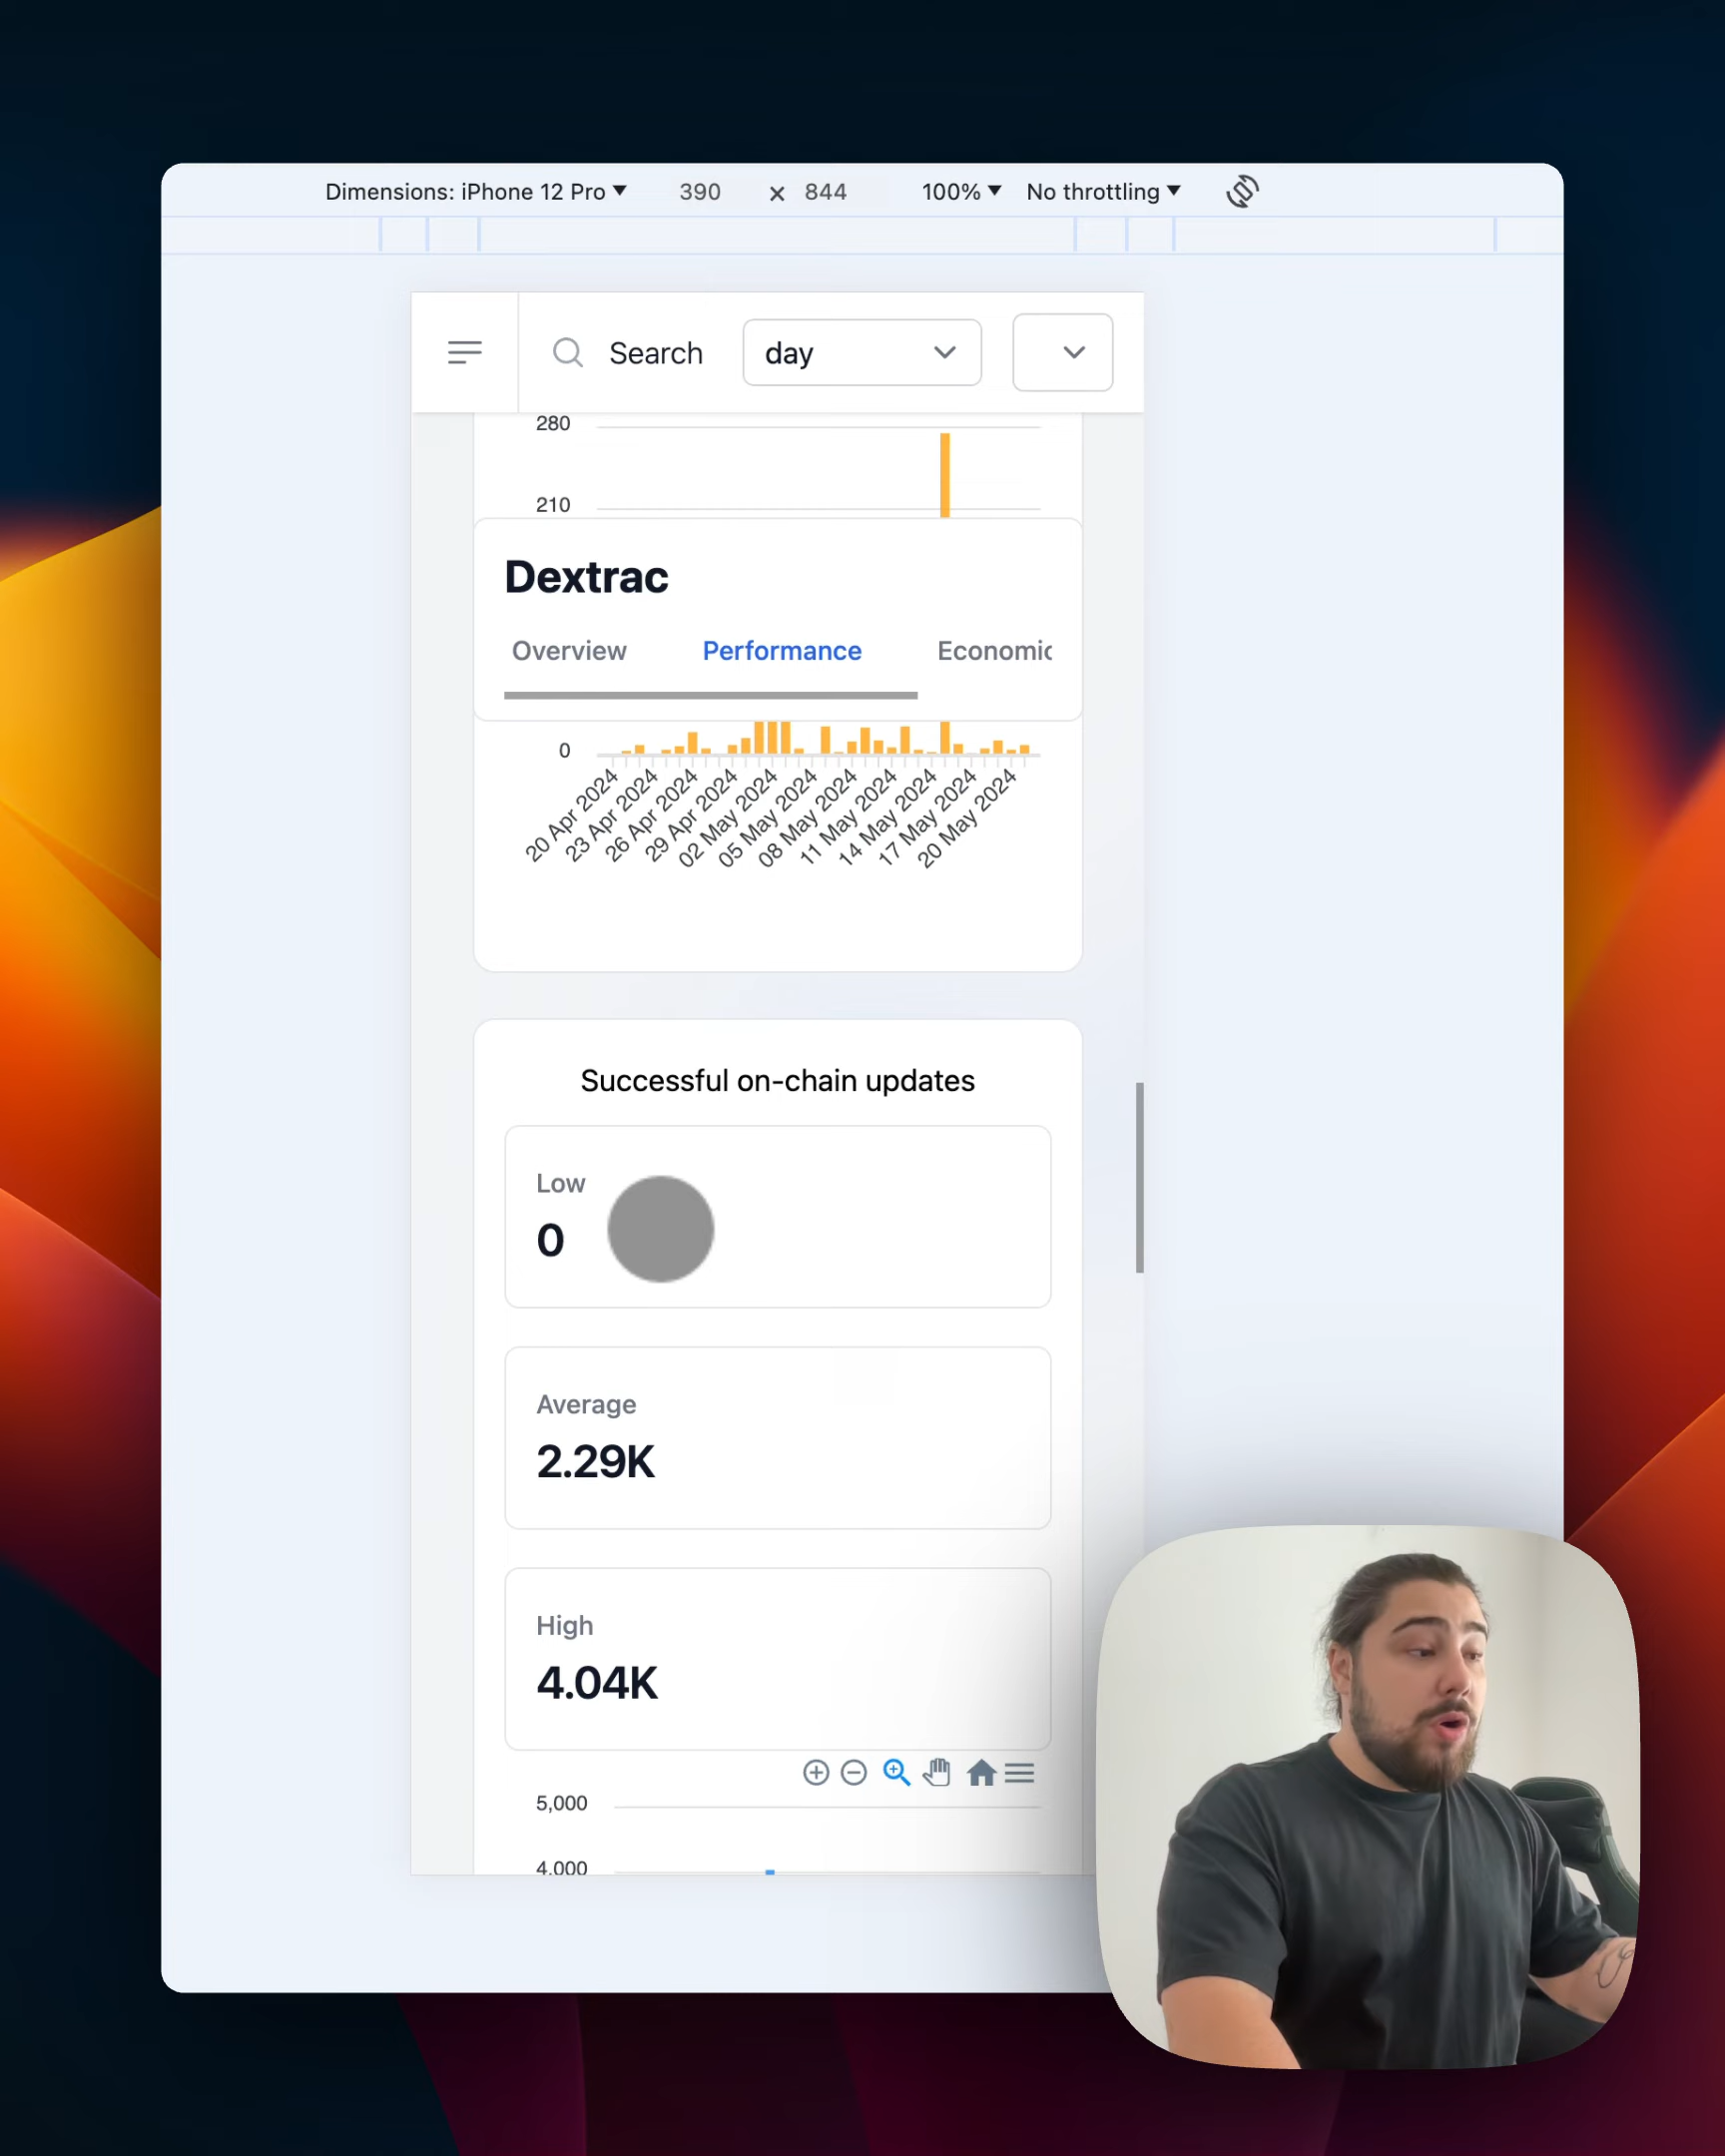 Dimensions: iPhone 12 Pro 390 × 844 100% No throttling
Search day
280
210
Dextrac
Overview Performance Economic
0
20 Apr 2024 23 Apr 2024 26 Apr 2024 29 Apr 2024 02 May 2024 05 May 2024 08 May 2024 11 May 2024 14 May 2024 17 May 2024 20 May 2024
Successful on-chain updates
Low
0
Average
2.29K
High
4.04K
5,000
4,000